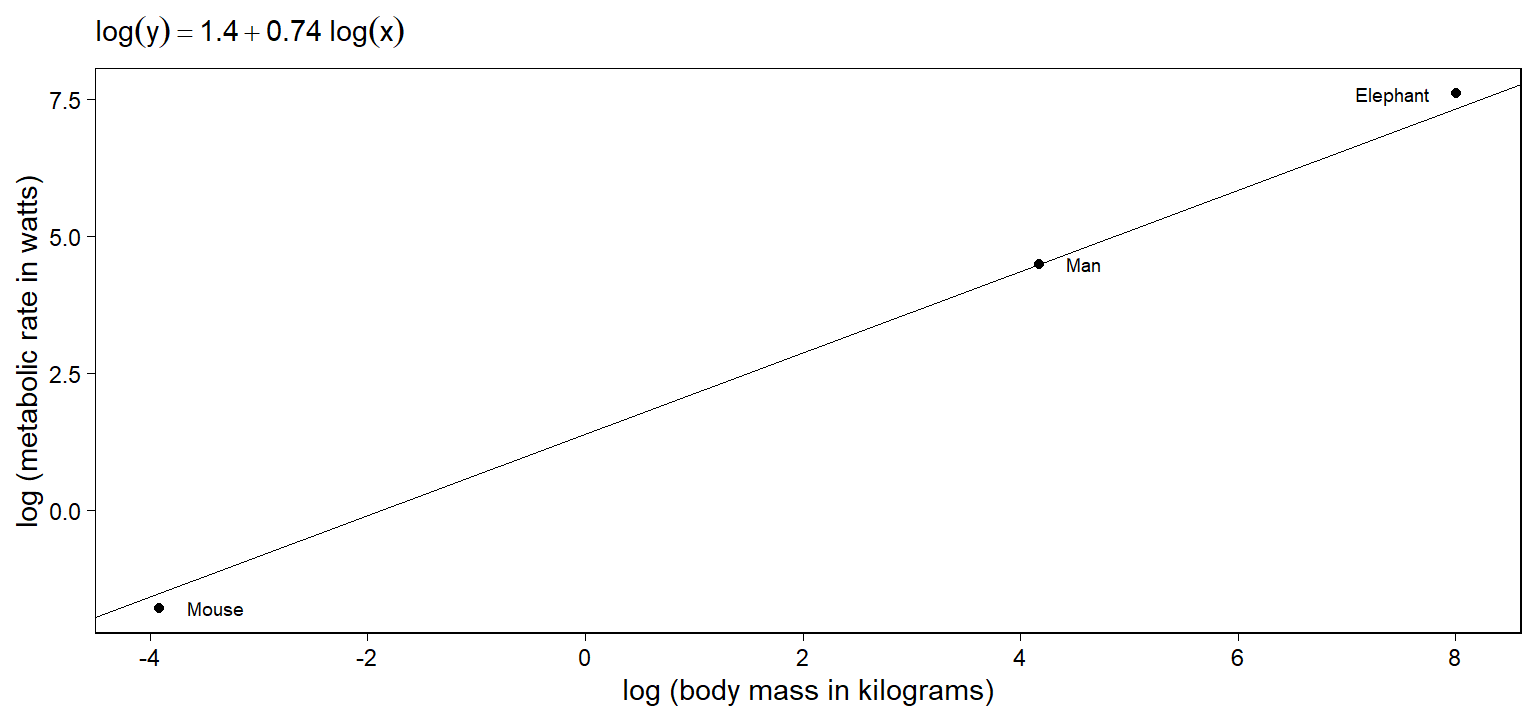 log(y) = 1.4 + 0.74 log(x)
log (metabolic rate in watts)
7.5
5.0
2.5
0.0
Elephant
Man
Mouse
-4 -2 0 2 4 6 8
log (body mass in kilograms)